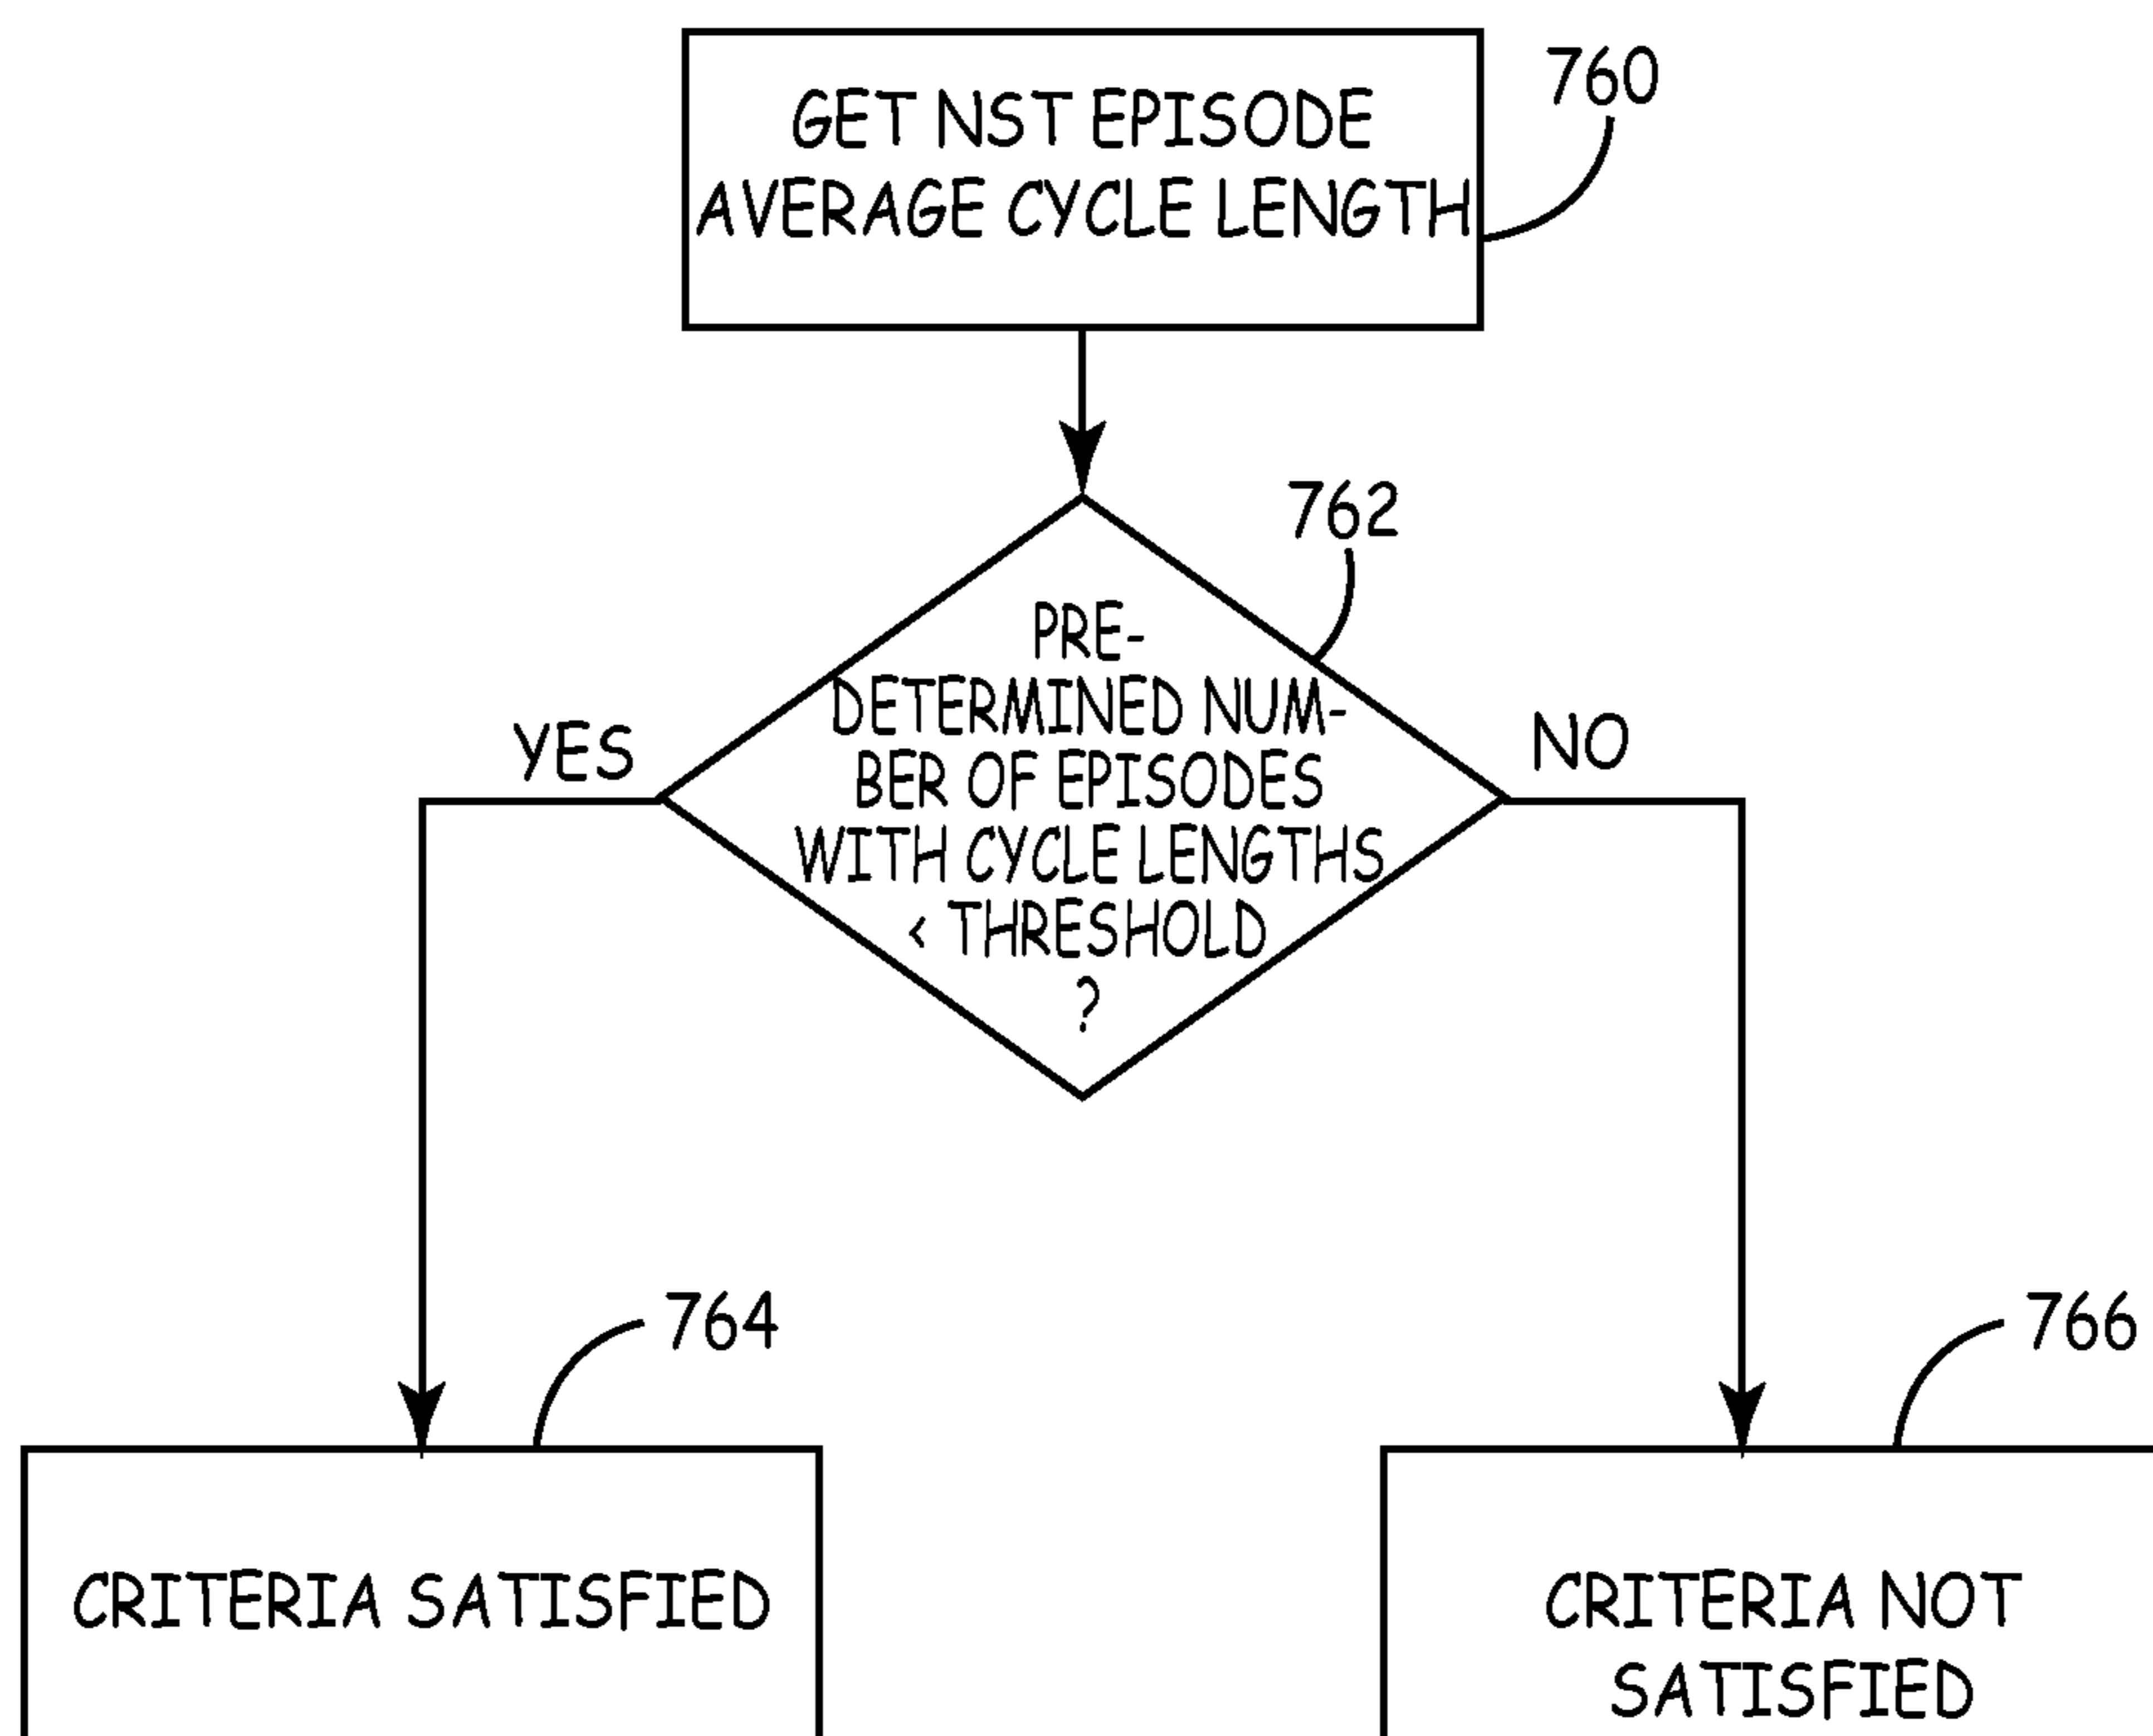 GET NST EPISODE
AVERAGE CYCLE LENGTH
760
762
PRE-
DETERMINED NUM-
BER OF EPISODES
WITH CYCLE LENGTHS
< THRESHOLD
?
YES
NO
764
766
CRITERIA SATISFIED
CRITERIA NOT
SATISFIED